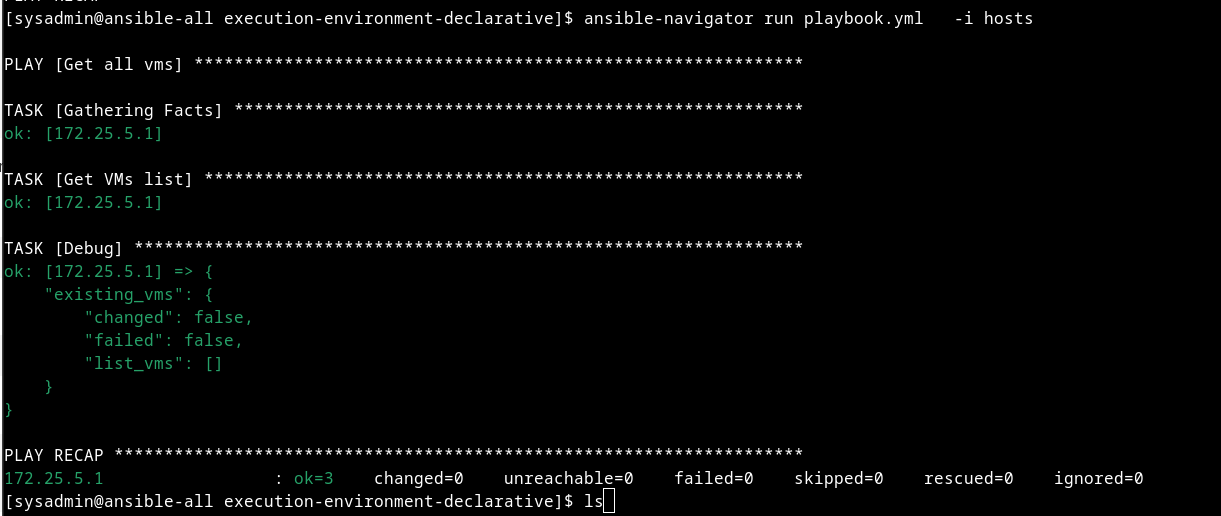 [sysadmin@ansible-all execution-environment-declarative]$ ansible-navigator run playbook.yml   -i hosts
PLAY [Get all vms] *************************************************************
TASK [Gathering Facts] *********************************************************
ok: [172.25.5.1]
TASK [Get VMs list] ************************************************************
ok: [172.25.5.1]
TASK [Debug] *******************************************************************
ok: [172.25.5.1] => {
    "existing_vms": {
        "changed": false,
        "failed": false,
        "list_vms": []
    }
}
PLAY RECAP *********************************************************************
172.25.5.1                 : ok=3    changed=0    unreachable=0    failed=0    skipped=0    rescued=0    ignored=0
[sysadmin@ansible-all execution-environment-declarative]$ ls